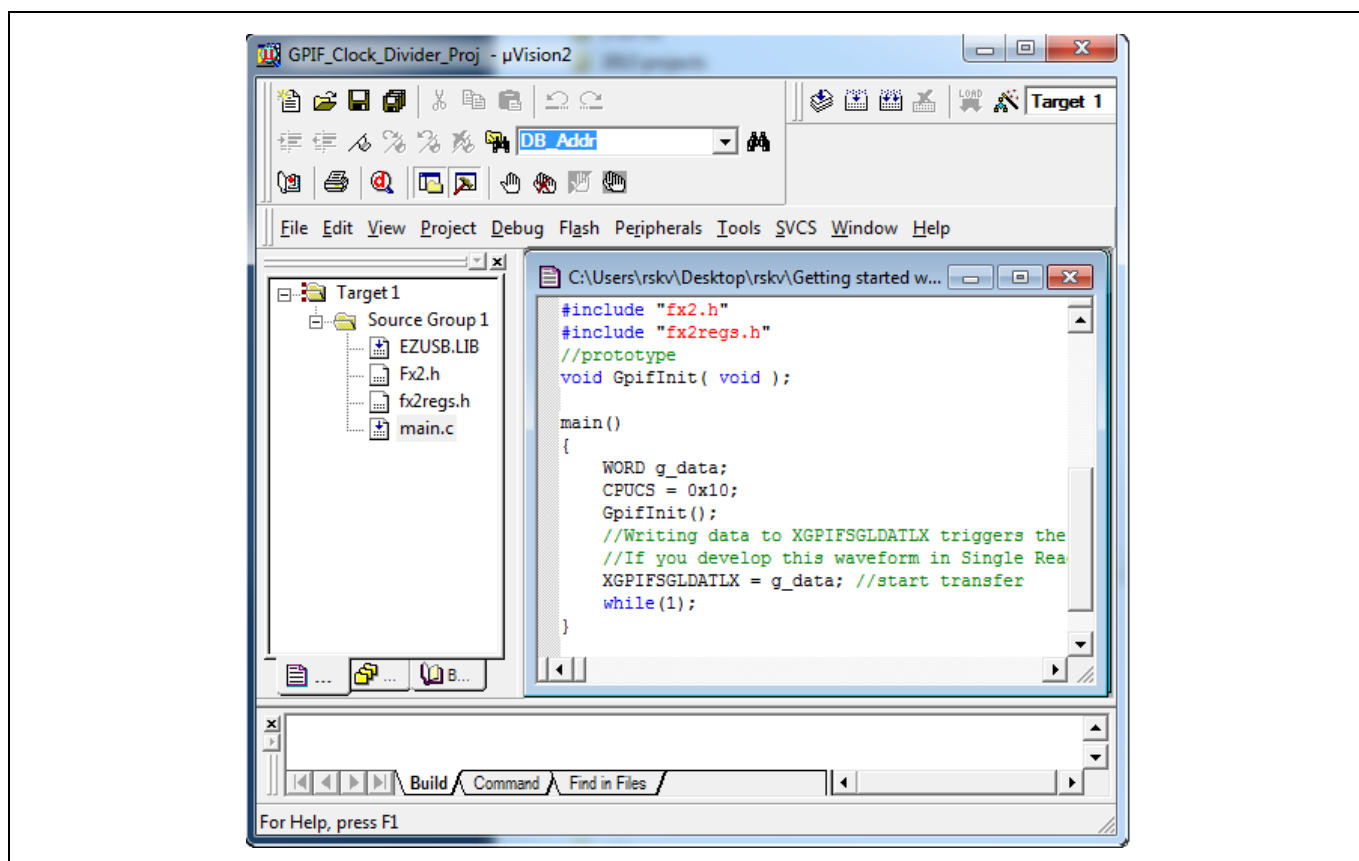 GPIF_Clock_Divider_Proj - µVision2
LOAD Target 1
DB_Addr
File Edit View Project Debug Flash Peripherals Tools SVCS Window Help
Target 1
Source Group 1
EZUSB.LIB
Fx2.h
fx2regs.h
main.c
... ... B...
C:\Users\rskv\Desktop\rskv\Getting started w...
#include "fx2.h"
#include "fx2regs.h"
//prototype
void GpifInit( void );
main()
{
WORD g_data;
CPUCS = 0x10;
GpifInit();
//Writing data to XGPIFSGLDATLX triggers the
//If you develop this waveform in Single Rea
XGPIFSGLDATLX = g_data; //start transfer
while(1);
}
Build Command Find in Files
For Help, press F1